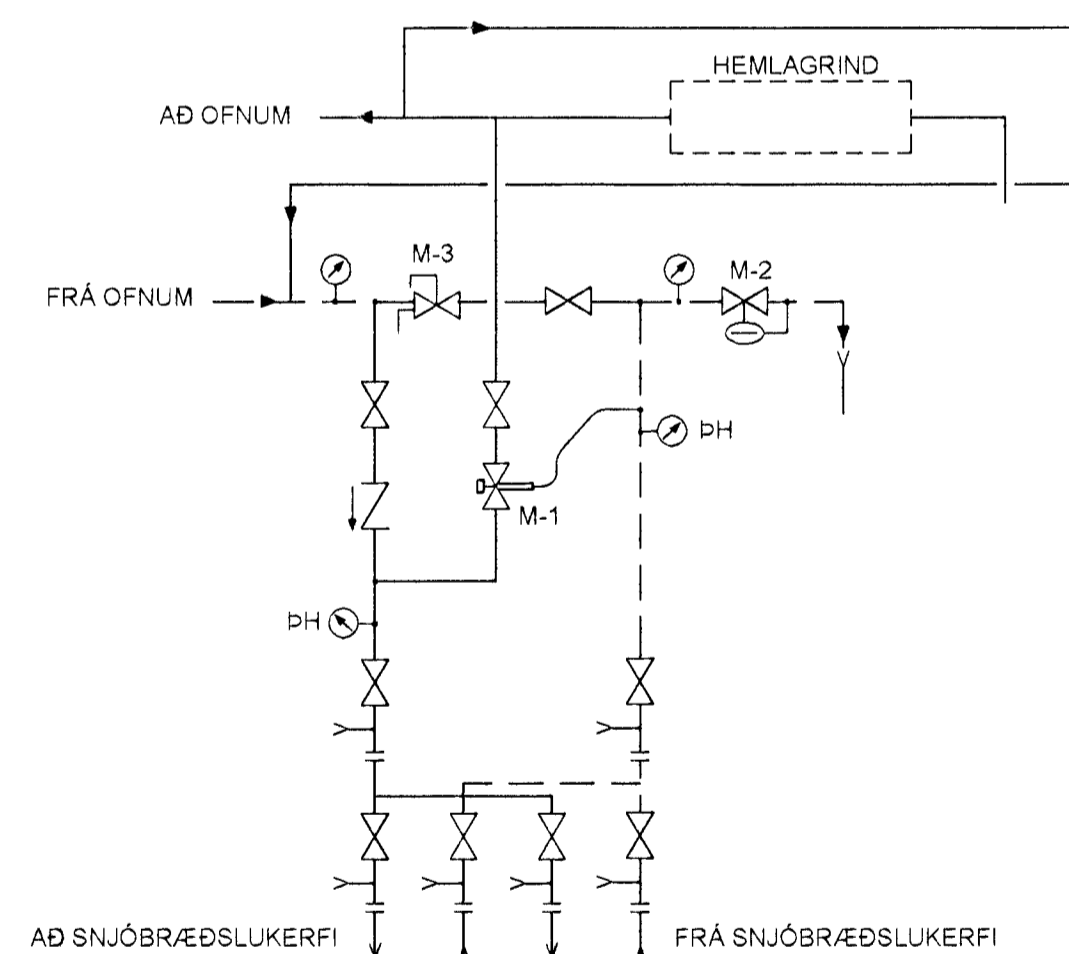 HEMLAGRIND
AÐ OFNUM
M-3
M-2
FRÁ OFNUM
ÞH
M-1
ÞH
AÐ SNJÓBRÆÐSLUKERFI
FRÁ SNJÓBRÆÐSLUKERFI